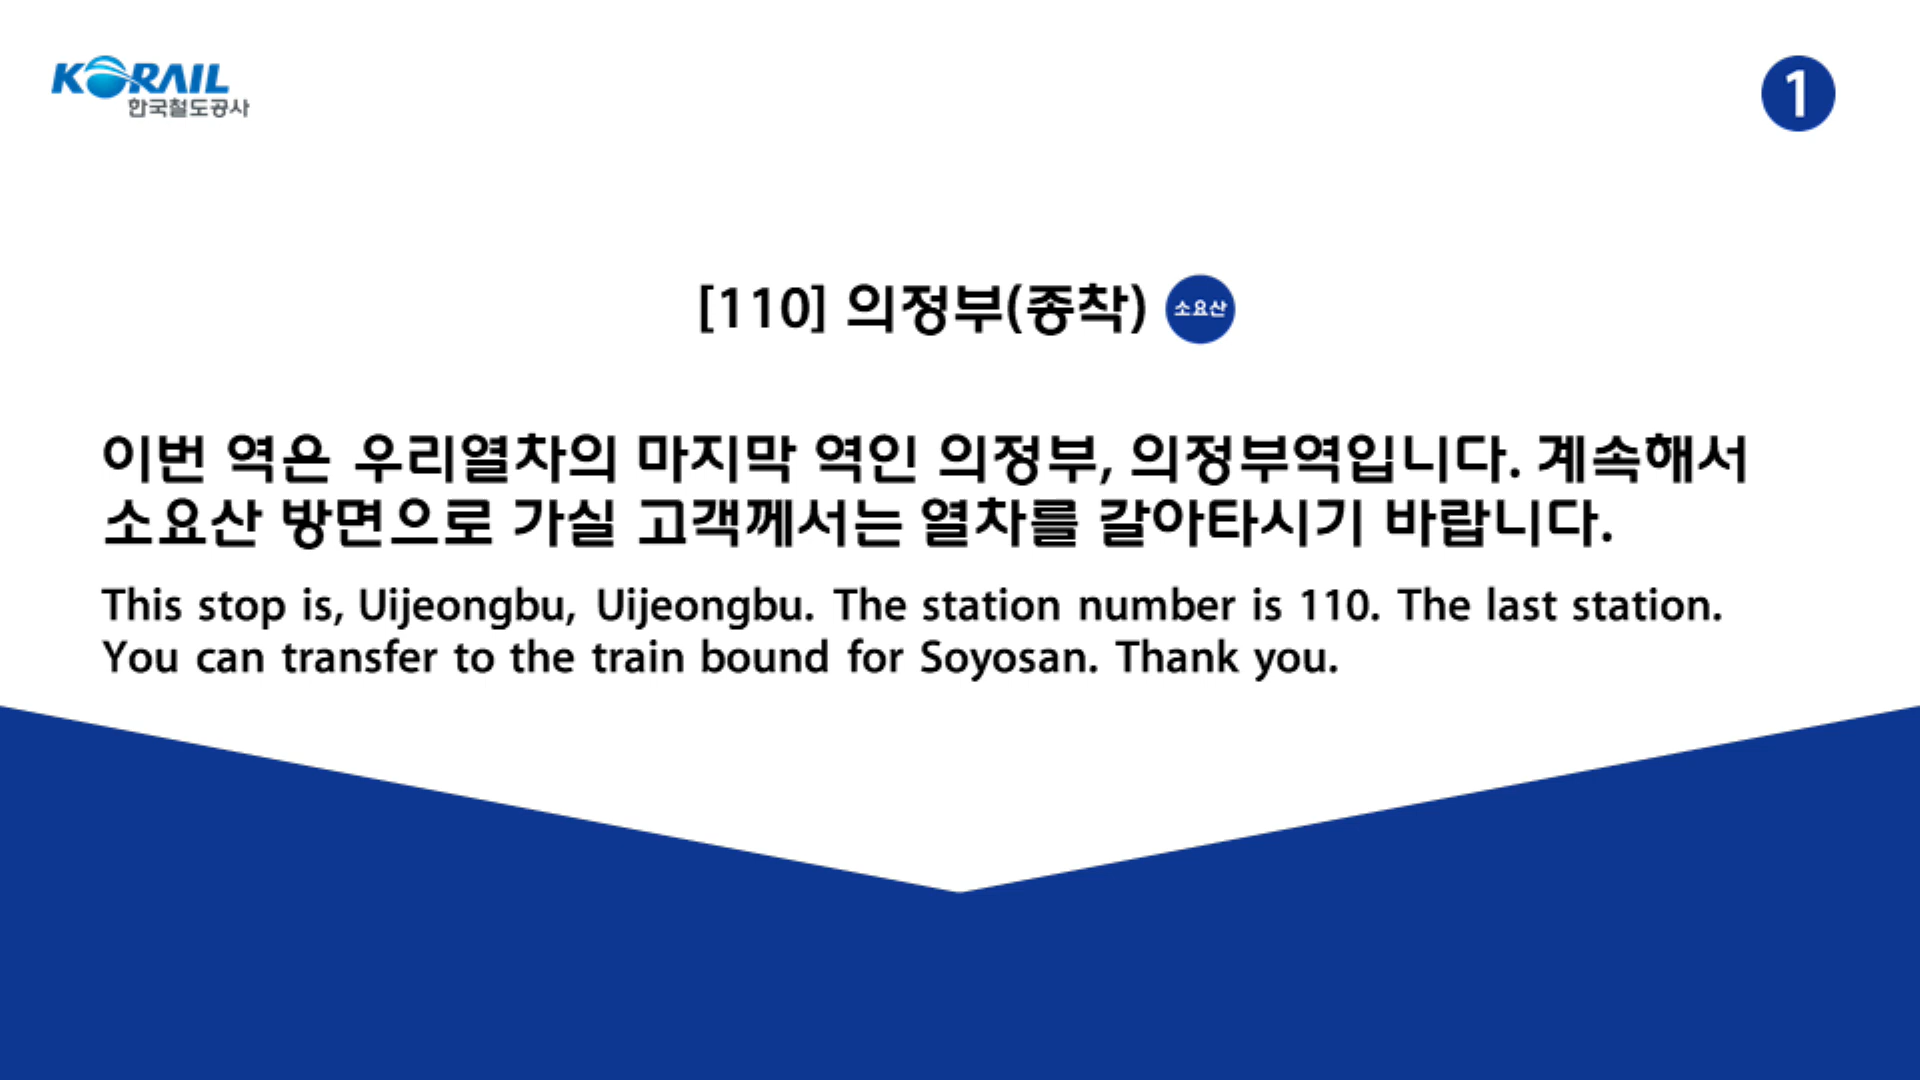 KORAIL
한국철도공사
1
[110] 의정부(종착) 소요산
이번 역은 우리열차의 마지막 역인 의정부, 의정부역입니다. 계속해서
소요산 방면으로 가실 고객께서는 열차를 갈아타시기 바랍니다.
This stop is, Uijeongbu, Uijeongbu. The station number is 110. The last station.
You can transfer to the train bound for Soyosan. Thank you.